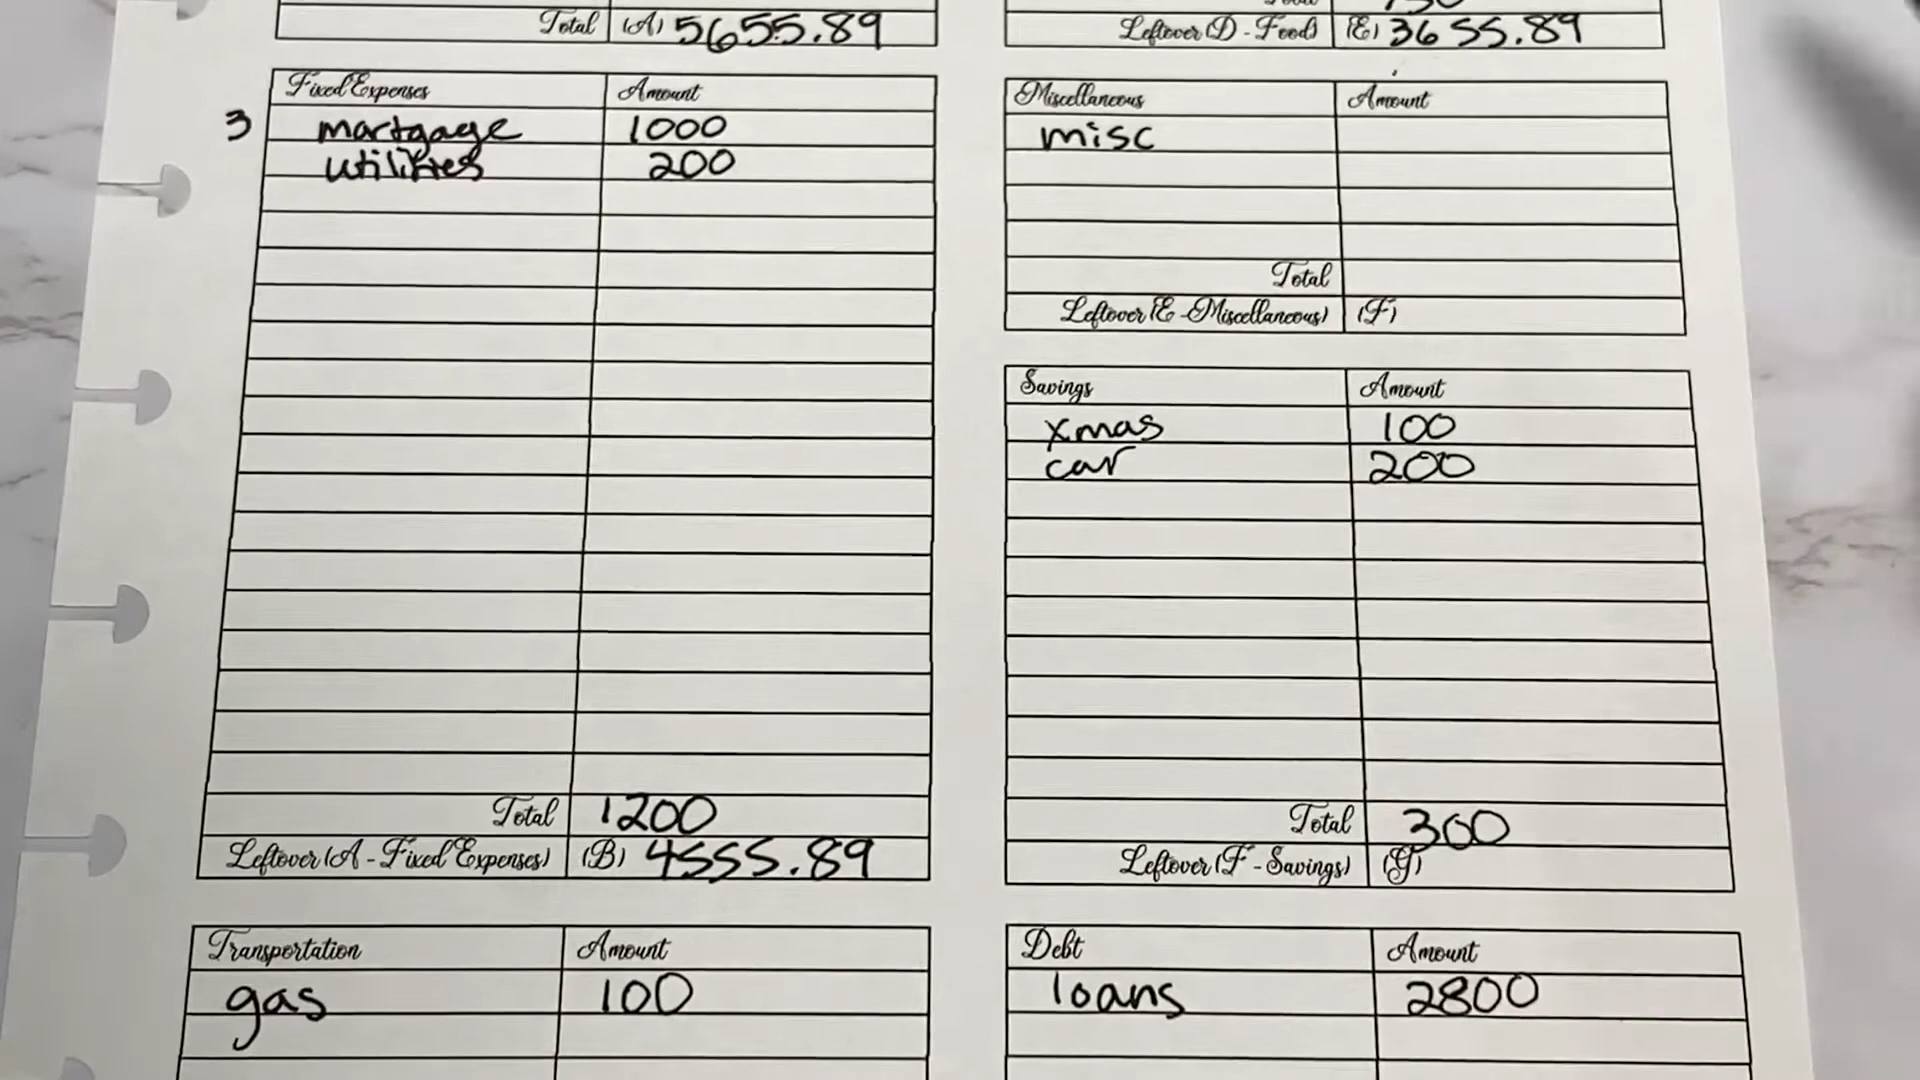 Total (A) 5655.89
Fixed Expenses Amount
3 mortgage 1000
utilities 200
Total 1200
Leftover (A - Fixed Expenses) (B) 4555.89
Transportation Amount
gas 100
Leftover (D - Food) (E) 3655.89
Miscellaneous Amount
misc
Total
Leftover (E - Miscellaneous) (F)
Savings Amount
xmas 100
car 200
Total 300
Leftover (F - Savings) (G)
Debt Amount
loans 2800